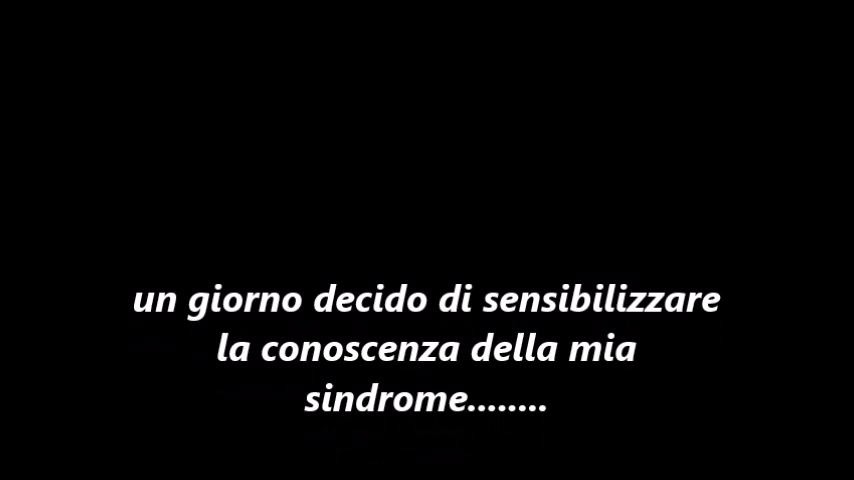 un giorno decido di sensibilizzare
la conoscenza della mia
sindrome........